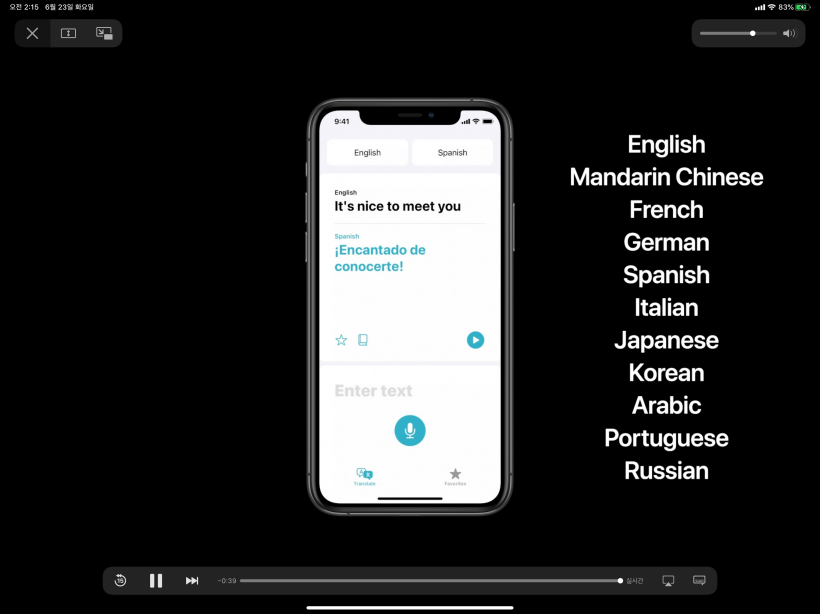 오전 2:15 6월 23일 화요일
83%
9:41
English
Spanish
English
It's nice to meet you
Spanish
¡Encantado de
conocerte!
Enter text
Translate
Favorites
English
Mandarin Chinese
French
German
Spanish
Italian
Japanese
Korean
Arabic
Portuguese
Russian
15
-0:39
실시간